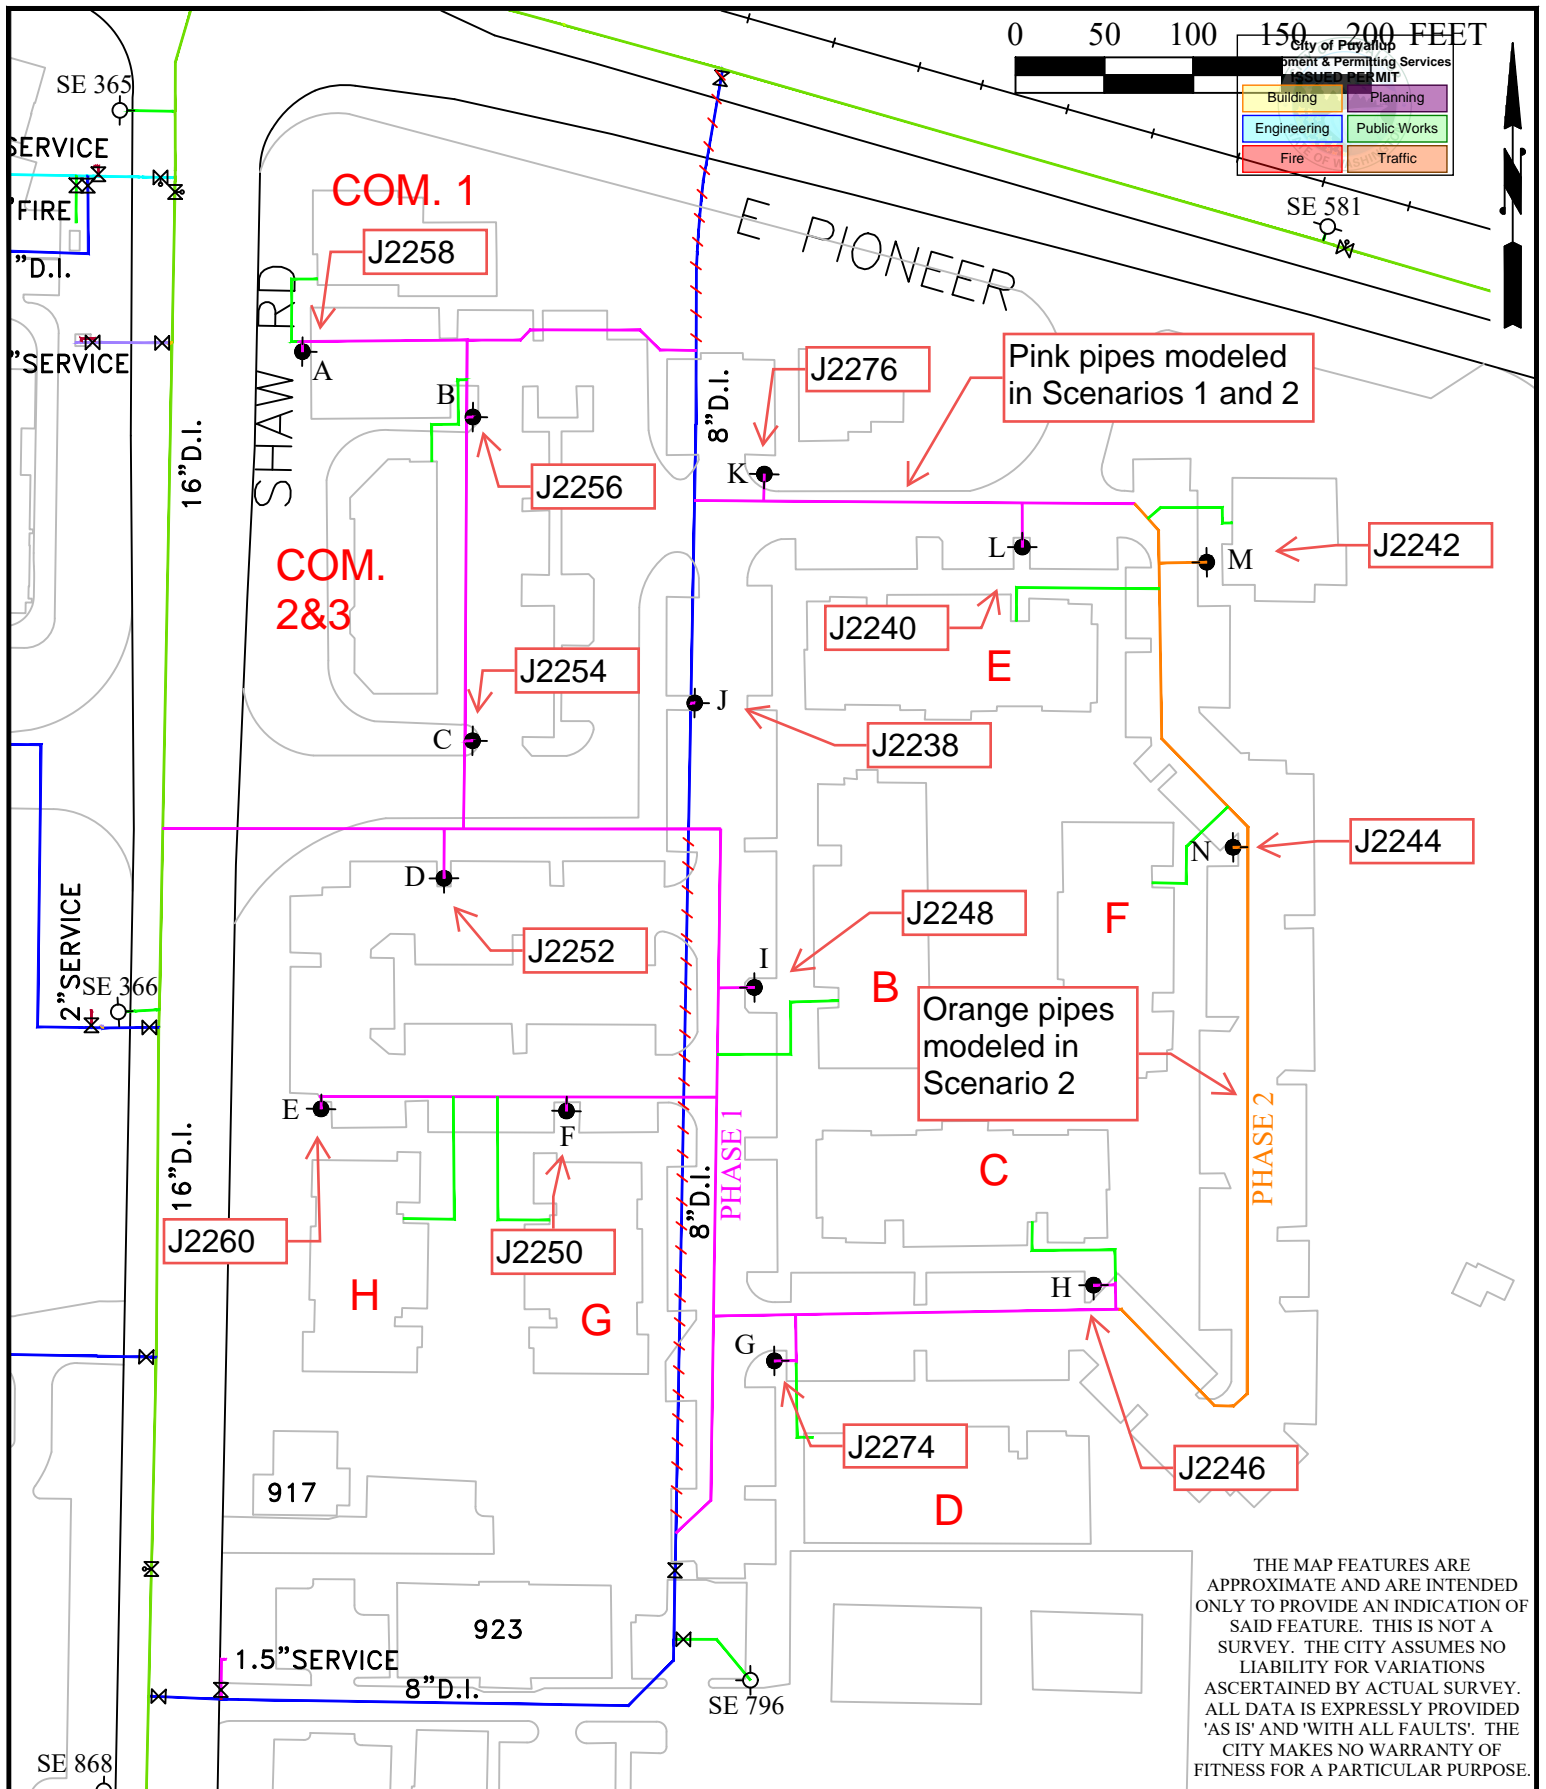 0 50 100 150 200 FEET
City of Puyallup
ISSUED PERMIT
Building Planning
Engineering Public Works
Fire Traffic
SE 365
SERVICE
"FIRE
"D.I.
"SERVICE
COM. 1
J2258
SHAW RD
E PIONEER
SE 581
A
B
J2256
16"D.I.
8"D.I.
J2276
K
Pink pipes modeled
in Scenarios 1 and 2
L
M
J2242
COM.
2&3
J2240
E
J2254
J
C
J2238
N
J2244
D
J2252
J2248
I
B
F
2"SERVICE
SE 366
Orange pipes
modeled in
Scenario 2
E
F
16"D.I.
8"D.I.
PHASE 1
C
PHASE 2
J2260
J2250
H
G
H
G
J2274
J2246
917
D
923
1.5"SERVICE
8"D.I.
SE 796
SE 868
THE MAP FEATURES ARE
APPROXIMATE AND ARE INTENDED
ONLY TO PROVIDE AN INDICATION OF
SAID FEATURE. THIS IS NOT A
SURVEY. THE CITY ASSUMES NO
LIABILITY FOR VARIATIONS
ASCERTAINED BY ACTUAL SURVEY.
ALL DATA IS EXPRESSLY PROVIDED
'AS IS' AND 'WITH ALL FAULTS'. THE
CITY MAKES NO WARRANTY OF
FITNESS FOR A PARTICULAR PURPOSE.